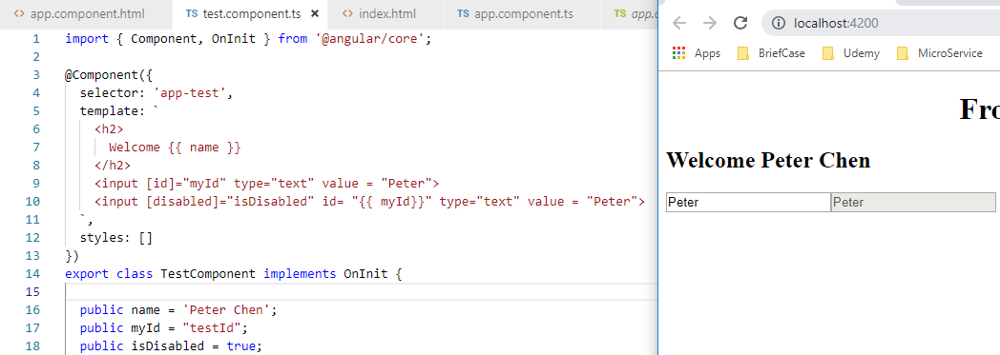 app.component.html
TS test.component.ts ×
index.html
TS app.component.ts
TS app.c
1 import { Component, OnInit } from '@angular/core';
2
3 @Component({
4 selector: 'app-test',
5 template: `
6 <h2>
7 Welcome {{ name }}
8 </h2>
9 <input [id]="myId" type="text" value = "Peter">
10 <input [disabled]="isDisabled" id= "{{ myId}}" type="text" value = "Peter">
11 `,
12 styles: []
13 })
14 export class TestComponent implements OnInit {
15
16 public name = 'Peter Chen';
17 public myId = "testId";
18 public isDisabled = true;
localhost:4200
Apps BriefCase Udemy MicroService
Fro
Welcome Peter Chen
Peter Peter